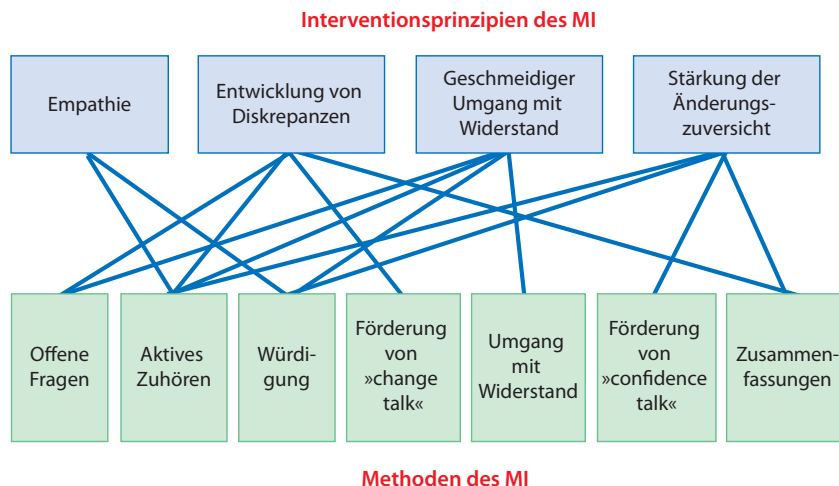 Interventionsprinzipien des MI
Empathie
Entwicklung von
Diskrepanzen
Geschmeidiger
Umgang mit
Widerstand
Stärkung der
Änderungs-
zuversicht
Offene
Fragen
Aktives
Zuhören
Würdi-
gung
Förderung
von
»change
talk«
Umgang
mit
Widerstand
Förderung
von
»confidence
talk«
Zusammen-
fassungen
Methoden des MI